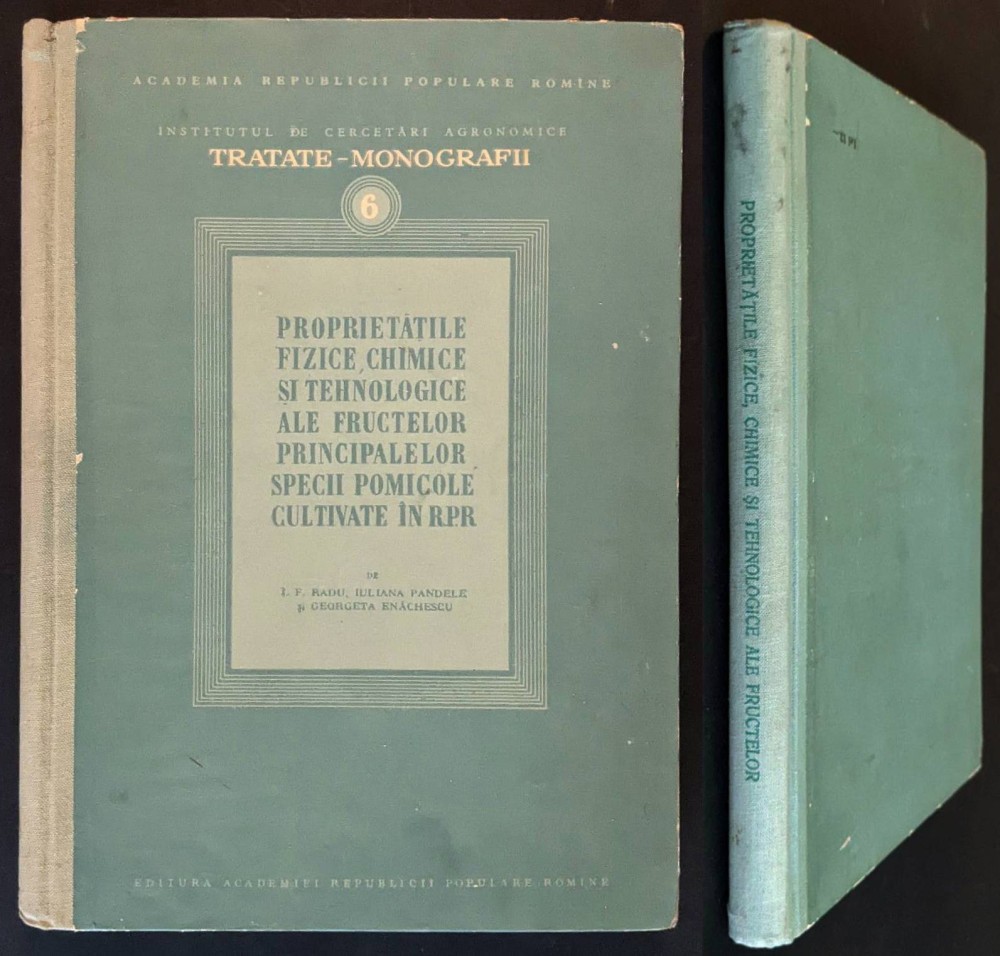 ACADEMIA REPUBLICII POPULARE ROMÎNE
INSTITUTUL DE CERCETĂRI AGRONOMICE
TRATATE-MONOGRAFII
6
PROPRIETĂȚILE
FIZICE, CHIMICE
ȘI TEHNOLOGICE
ALE FRUCTELOR
PRINCIPALELOR
SPECII POMICOLE
CULTIVATE ÎN R.P.R
DE
I. F. RADU, IULIANA PANDELE
și GEORGETA ENĂCHESCU
EDITURA ACADEMIEI REPUBLICII POPULARE ROMÎNE
PROPRIETĂȚILE FIZICE, CHIMICE ȘI TEHNOLOGICE ALE FRUCTELOR